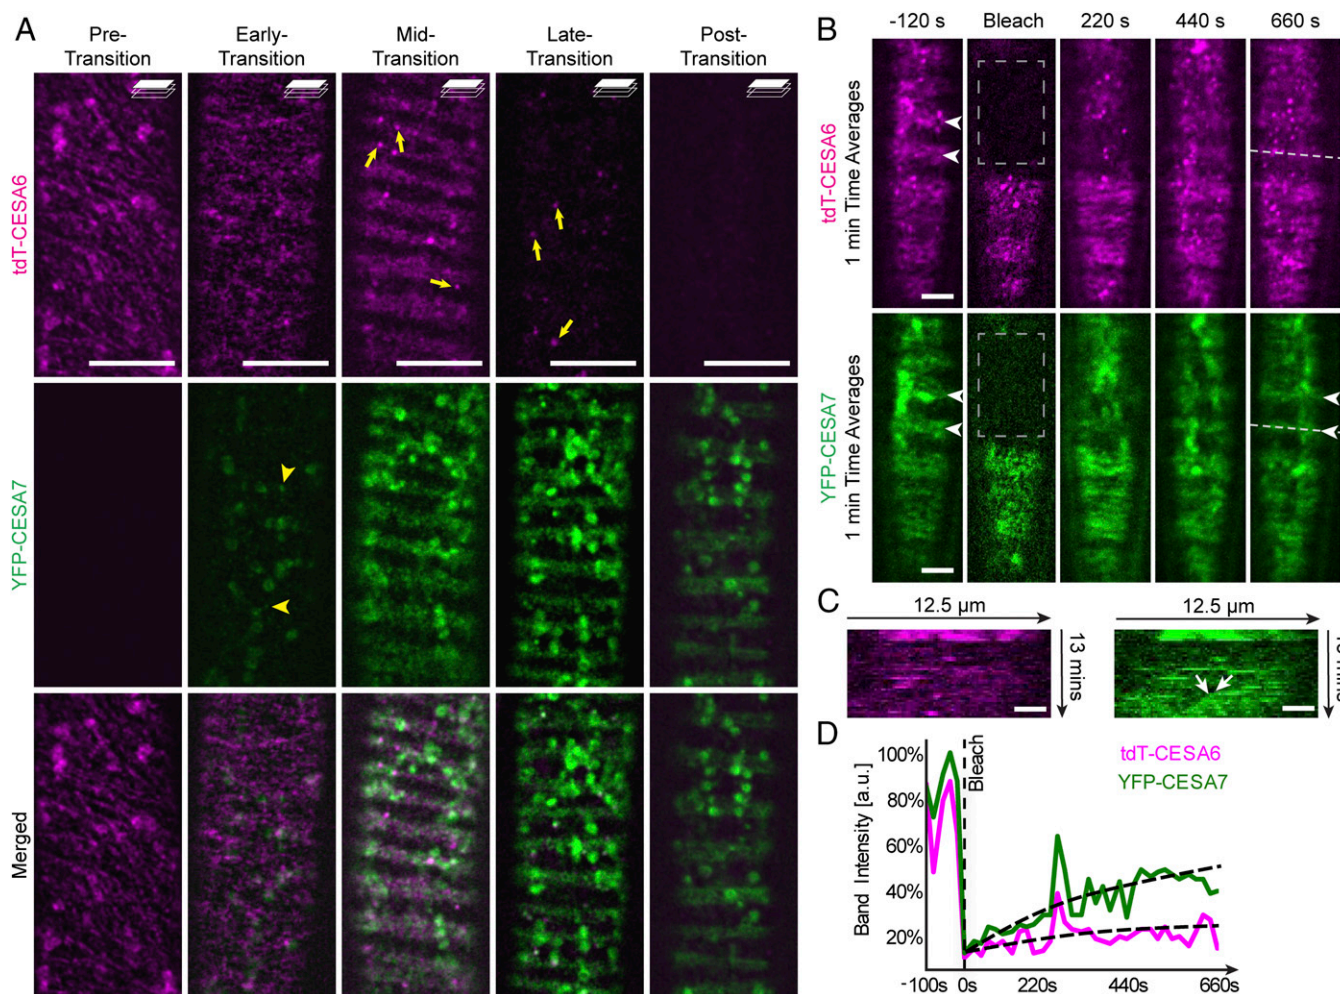 A
Pre-
Transition
Early-
Transition
Mid-
Transition
Late-
Transition
Post-
Transition
tdT-CESA6
YFP-CESA7
Merged
B
-120 s
Bleach
220 s
440 s
660 s
tdT-CESA6
1 min Time Averages
YFP-CESA7
1 min Time Averages
C
12.5 µm
13 mins
12.5 µm
D
Band Intensity [a.u.]
100%
80%
60%
40%
20%
Bleach
tdT-CESA6
YFP-CESA7
-100s
0s
220s
440s
660s